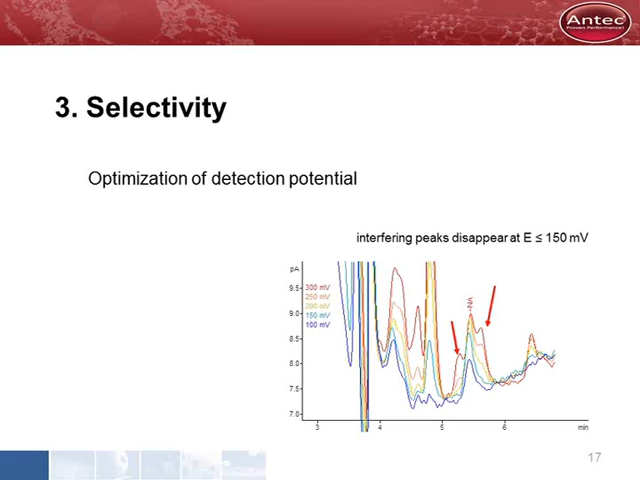 Antec
Proven Performance!
3. Selectivity
Optimization of detection potential
interfering peaks disappear at E ≤ 150 mV
pA
9.5
9.0
8.5
8.0
7.5
7.0
300 mV
250 mV
200 mV
150 mV
100 mV
3 4 5 6 min
17